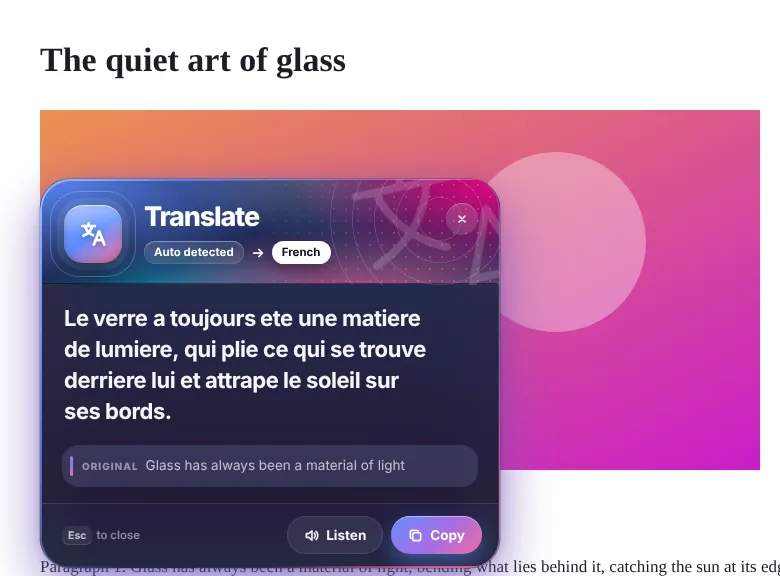 The quiet art of glass
Translate
Auto detected → French
Le verre a toujours ete une matiere
de lumiere, qui plie ce qui se trouve
derriere lui et attrape le soleil sur
ses bords.
ORIGINAL Glass has always been a material of light
Esc to close
Listen
Copy
Paragraph 1. Glass has always been a material of light, bending what lies behind it, catching the sun at its